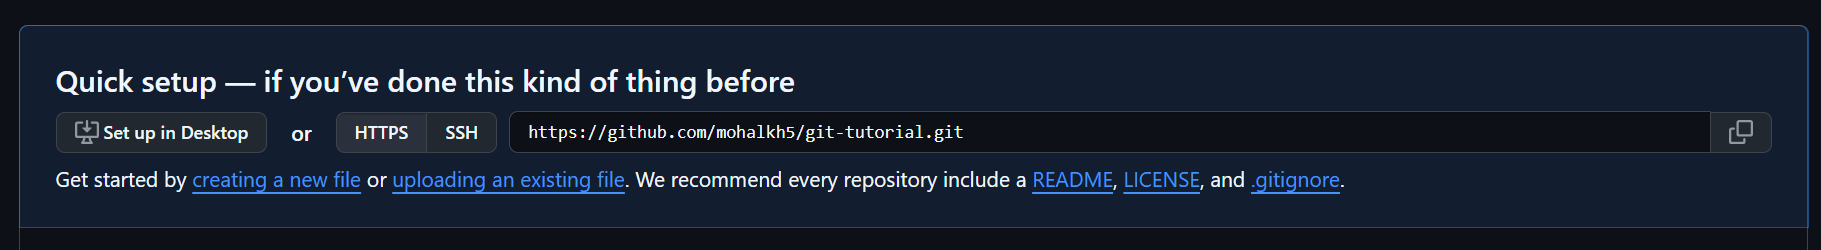 Quick setup — if you’ve done this kind of thing before
Set up in Desktop or HTTPS SSH https://github.com/mohalkh5/git-tutorial.git
Get started by creating a new file or uploading an existing file. We recommend every repository include a README, LICENSE, and .gitignore.